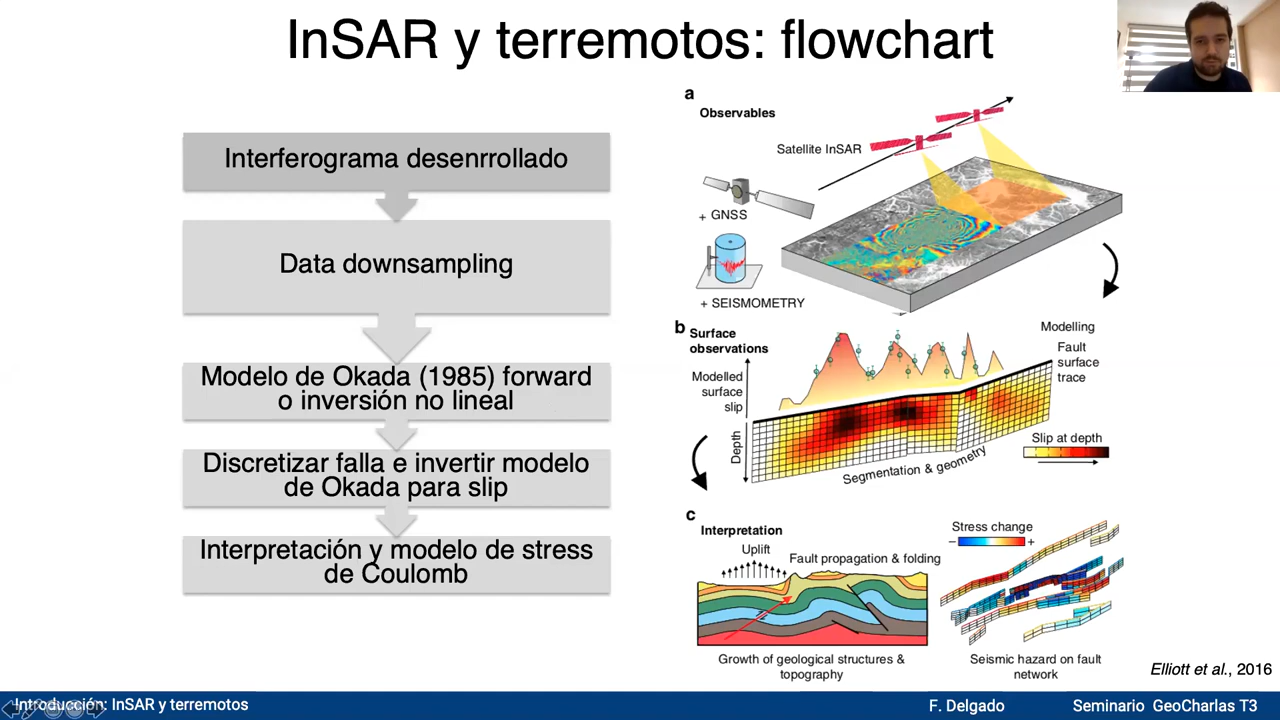 InSAR y terremotos: flowchart
Interferograma desenrrollado
Data downsampling
Modelo de Okada (1985) forward
o inversión no lineal
Discretizar falla e invertir modelo
de Okada para slip
Interpretación y modelo de stress
de Coulomb
a
Observables
Satellite InSAR
+ GNSS
+ SEISMOMETRY
b
Surface
observations
Modelled
surface
slip
Depth
Modelling
Fault
surface
trace
Slip at depth
Segmentation & geometry
c
Interpretation
Uplift
Fault propagation & folding
Growth of geological structures &
topography
Stress change
− +
Seismic hazard on fault
network
Elliott et al., 2016
Introducción: InSAR y terremotos
F. Delgado
Seminario GeoCharlas T3